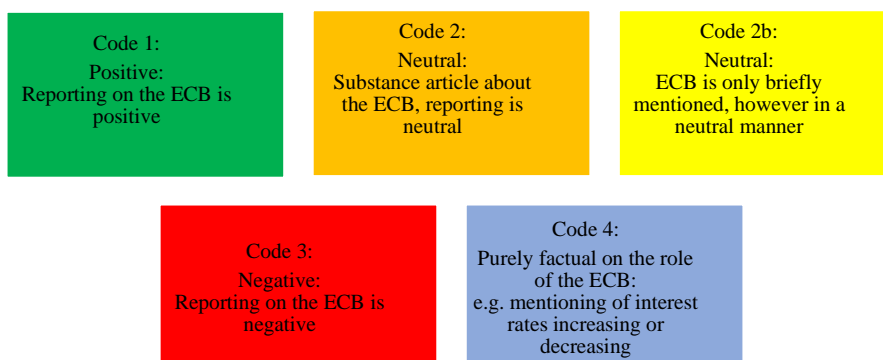 Code 1:
Positive:
Reporting on the ECB is
positive
Code 2:
Neutral:
Substance article about
the ECB, reporting is
neutral
Code 2b:
Neutral:
ECB is only briefly
mentioned, however in a
neutral manner
Code 3:
Negative:
Reporting on the ECB is
negative
Code 4:
Purely factual on the role
of the ECB:
e.g. mentioning of interest
rates increasing or
decreasing